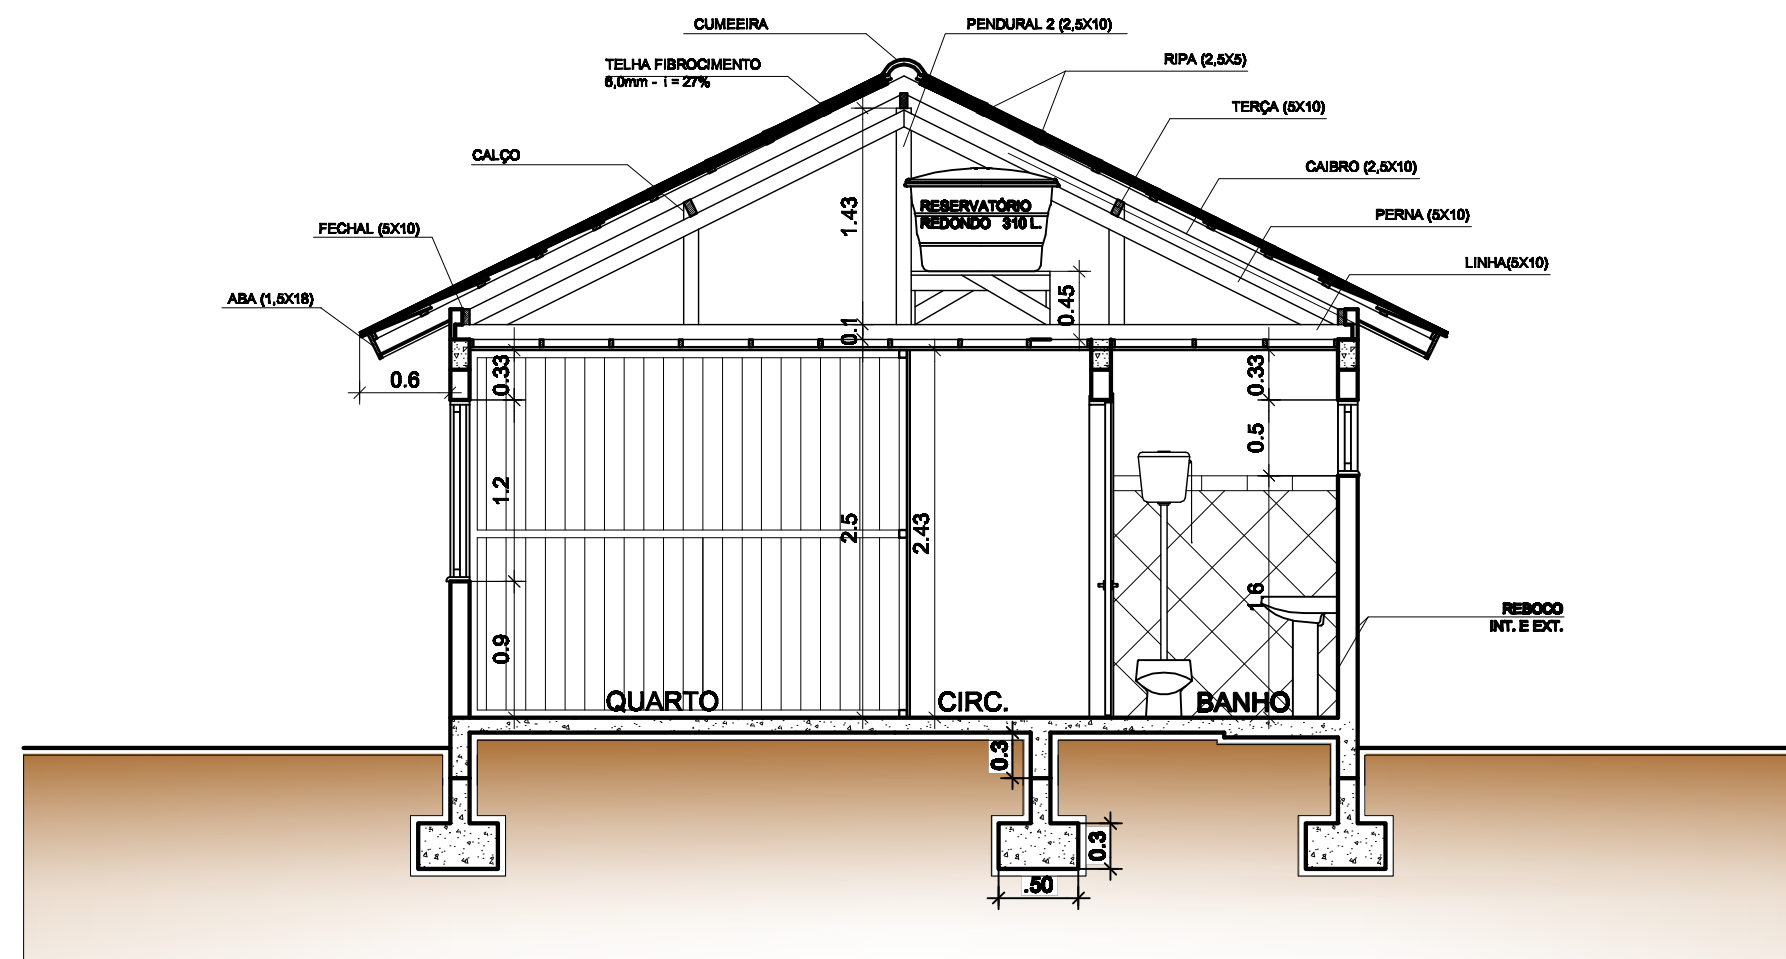 CUMEEIRA
PENDURAL 2 (2,5X10)
TELHA FIBROCIMENTO
6,0mm - i = 27%
RIPA (2,5X5)
TERÇA (5X10)
CALÇO
CAIBRO (2,5X10)
RESERVATÓRIO
REDONDO 310 L.
1.43
PERNA (5X10)
FECHAL (5X10)
LINHA(5X10)
ABA (1,5X18)
0.45
0.1
0.6
0.33
0.33
0.5
1.2
2.5
2.43
6
0.9
REBOCO
INT. E EXT.
QUARTO
CIRC.
BANHO
0.3
0.3
.50